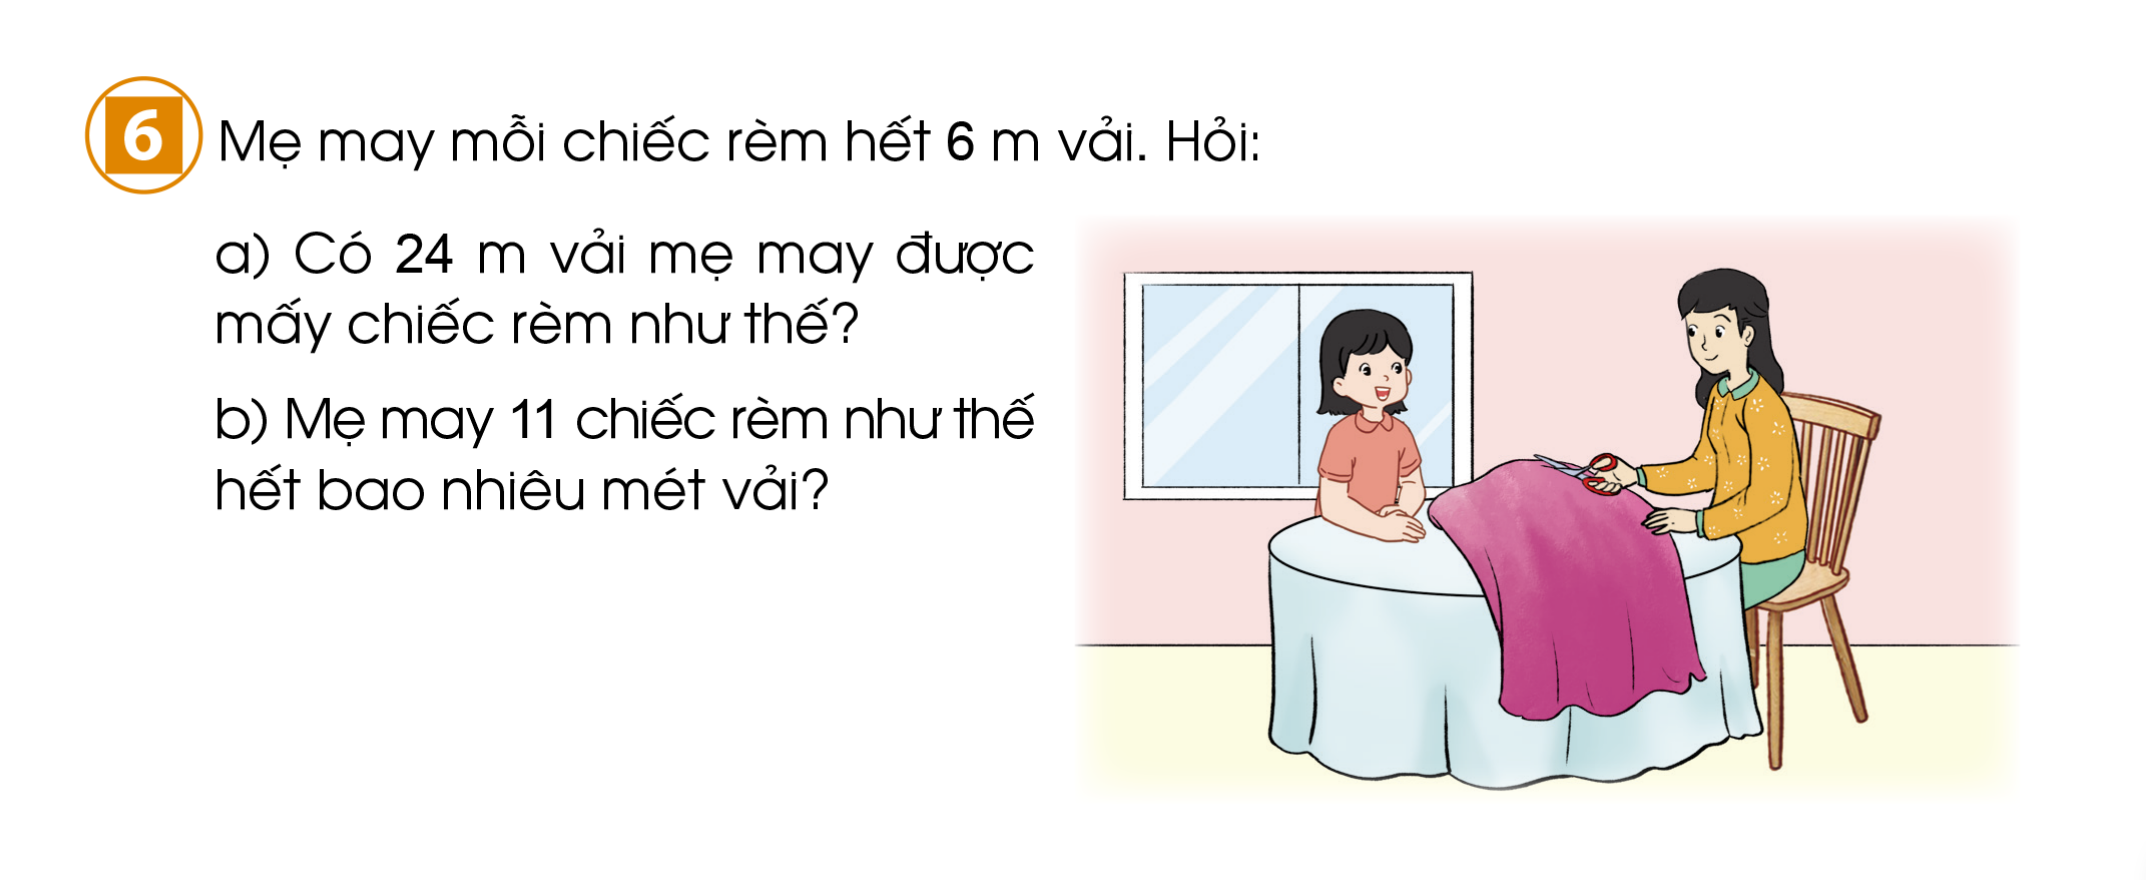 6 Mẹ may mỗi chiếc rèm hết 6 m vải. Hỏi:
a) Có 24 m vải mẹ may được
mấy chiếc rèm như thế?
b) Mẹ may 11 chiếc rèm như thế
hết bao nhiêu mét vải?